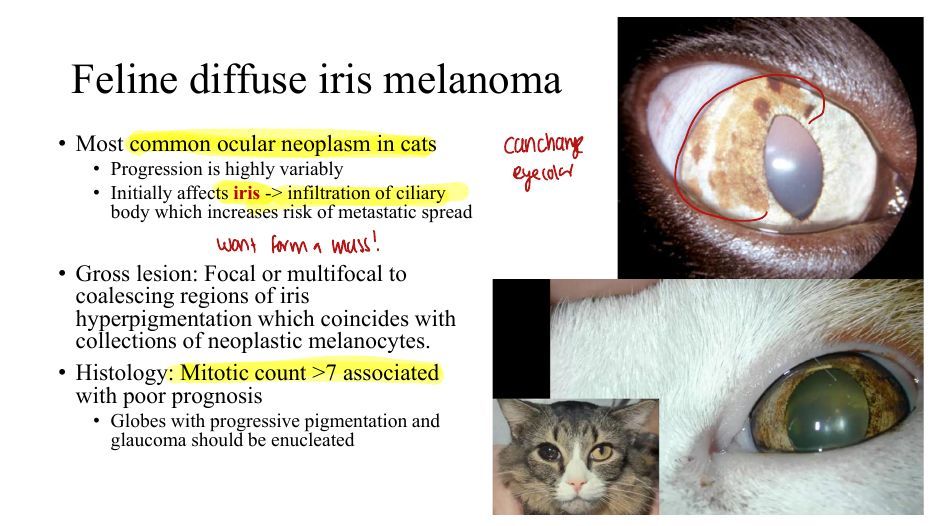 Feline diffuse iris melanoma
• Most common ocular neoplasm in cats
• Progression is highly variably
• Initially affects iris -> infiltration of ciliary
body which increases risk of metastatic spread
can change
eye color
wont form a mass!
• Gross lesion: Focal or multifocal to
coalescing regions of iris
hyperpigmentation which coincides with
collections of neoplastic melanocytes.
• Histology: Mitotic count >7 associated
with poor prognosis
• Globes with progressive pigmentation and
glaucoma should be enucleated